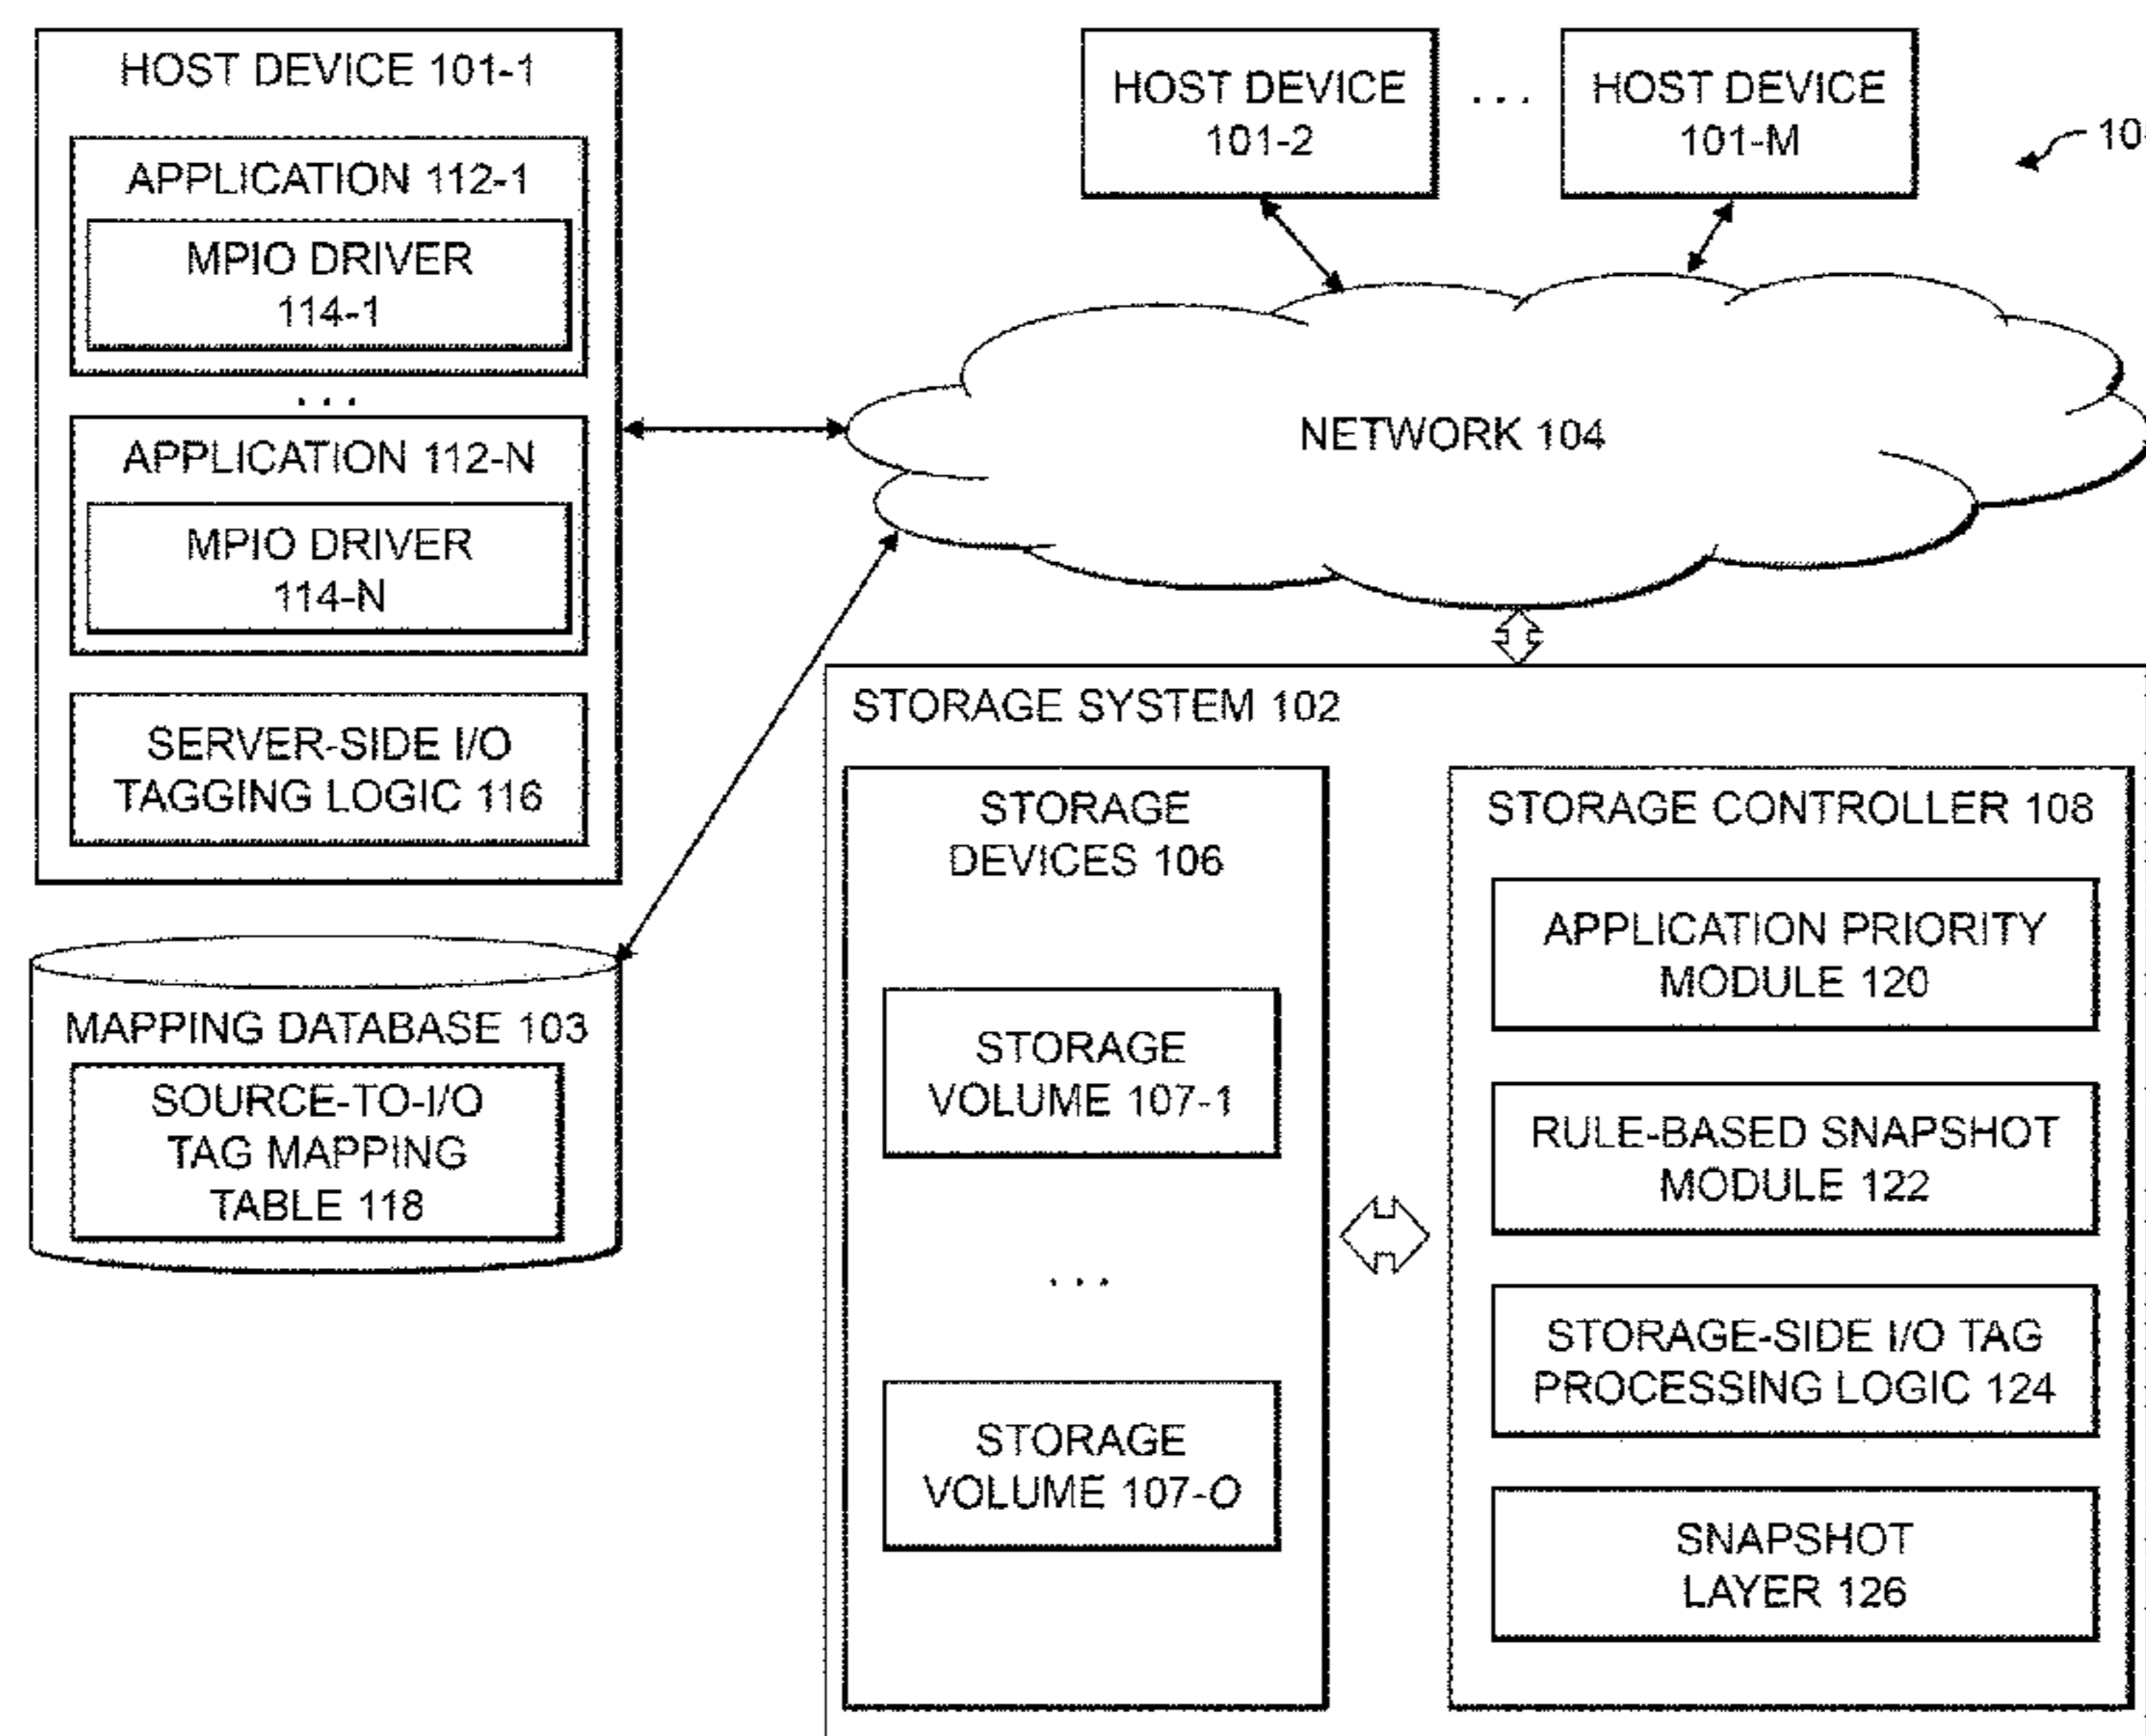 HOST DEVICE 101-1
APPLICATION 112-1
MPIO DRIVER
114-1
...
APPLICATION 112-N
MPIO DRIVER
114-N
SERVER-SIDE I/O
TAGGING LOGIC 116
MAPPING DATABASE 103
SOURCE-TO-I/O
TAG MAPPING
TABLE 118
HOST DEVICE
101-2
...
HOST DEVICE
101-M
NETWORK 104
STORAGE SYSTEM 102
STORAGE
DEVICES 106
STORAGE
VOLUME 107-1
...
STORAGE
VOLUME 107-O
STORAGE CONTROLLER 108
APPLICATION PRIORITY
MODULE 120
RULE-BASED SNAPSHOT
MODULE 122
STORAGE-SIDE I/O TAG
PROCESSING LOGIC 124
SNAPSHOT
LAYER 126